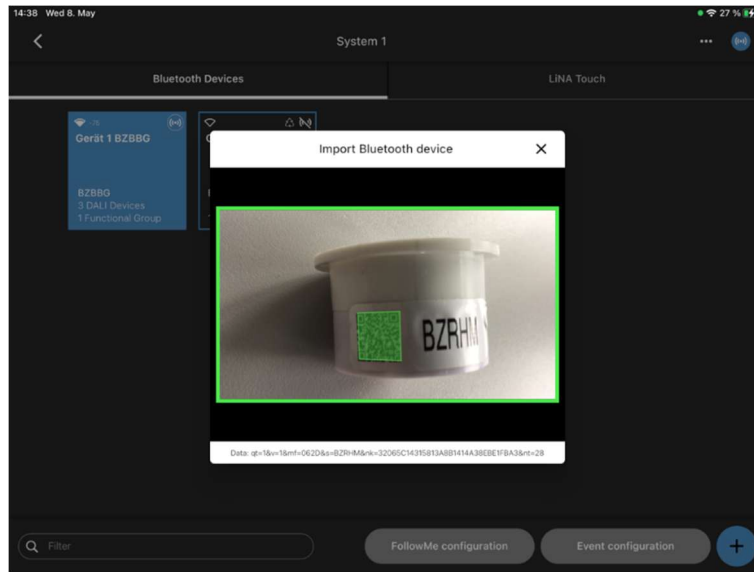 14:38 Wed 8. May
27 %
System 1
Bluetooth Devices
LiNA Touch
-78
Gerät 1 BZBBG
BZBBG
3 DALI Devices
1 Functional Group
Import Bluetooth device
BZRHM
Data: qt=1&v=1&mf=062D&s=BZRHM&nk=32065C14315813A8B1414A38EBE1FBA3&nt=28
Filter
FollowMe configuration
Event configuration